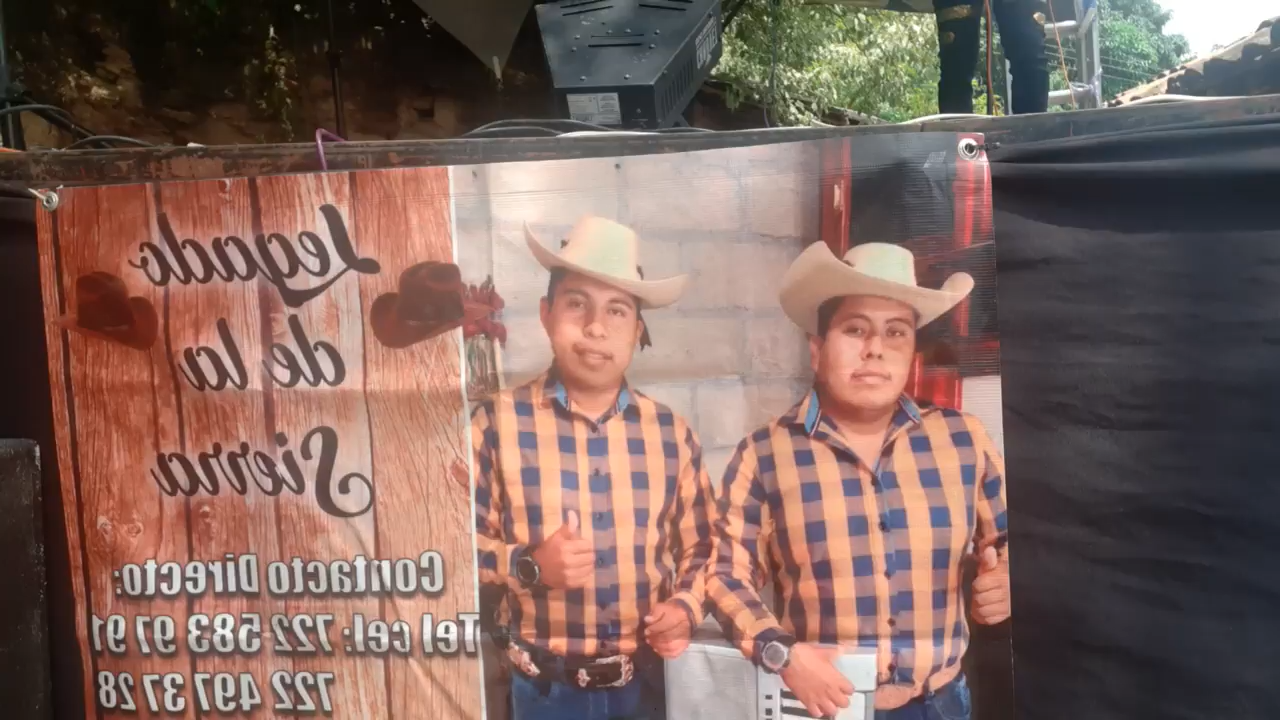 Legado
de la
Sierra
Contacto Directo:
Tel cel: 722 583 97 91
722 497 37 28